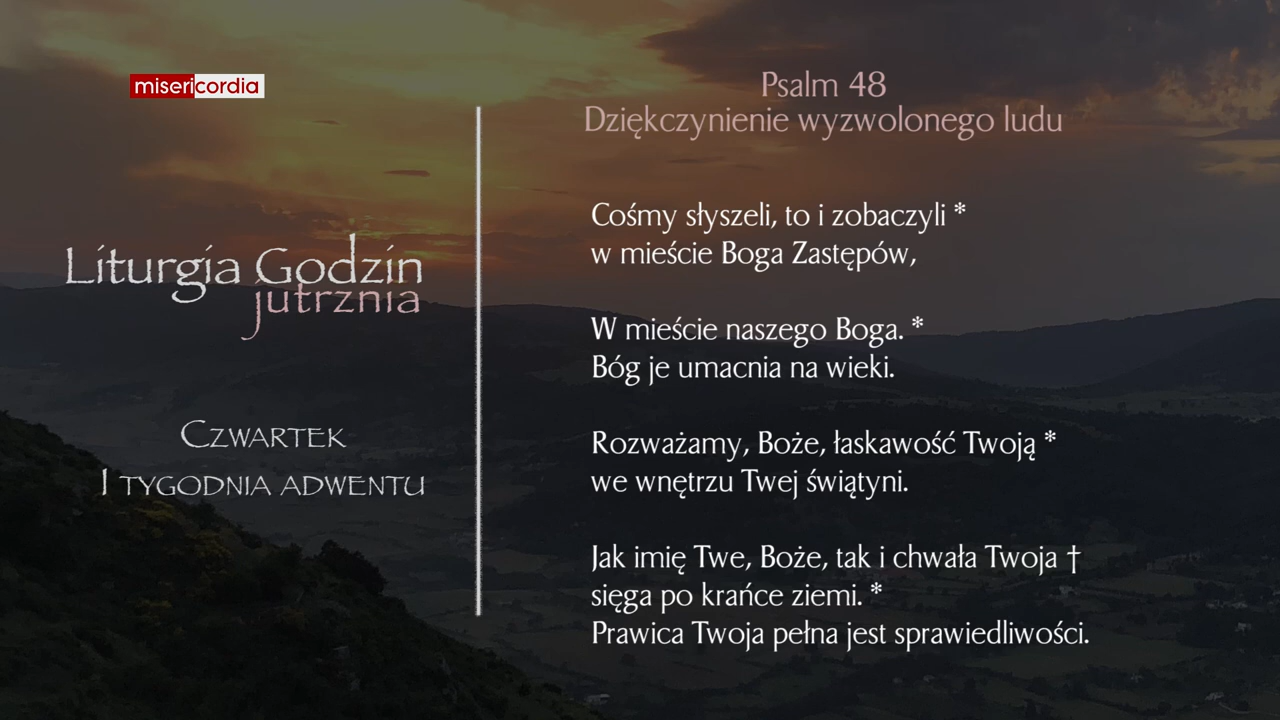 misericordia
Liturgia Godzin
jutrznia
Czwartek
I tygodnia adwentu
Psalm 48
Dziękczynienie wyzwolonego ludu
Cośmy słyszeli, to i zobaczyli *
w mieście Boga Zastępów,
W mieście naszego Boga. *
Bóg je umacnia na wieki.
Rozważamy, Boże, łaskawość Twoją *
we wnętrzu Twej świątyni.
Jak imię Twe, Boże, tak i chwała Twoja †
sięga po krańce ziemi. *
Prawica Twoja pełna jest sprawiedliwości.